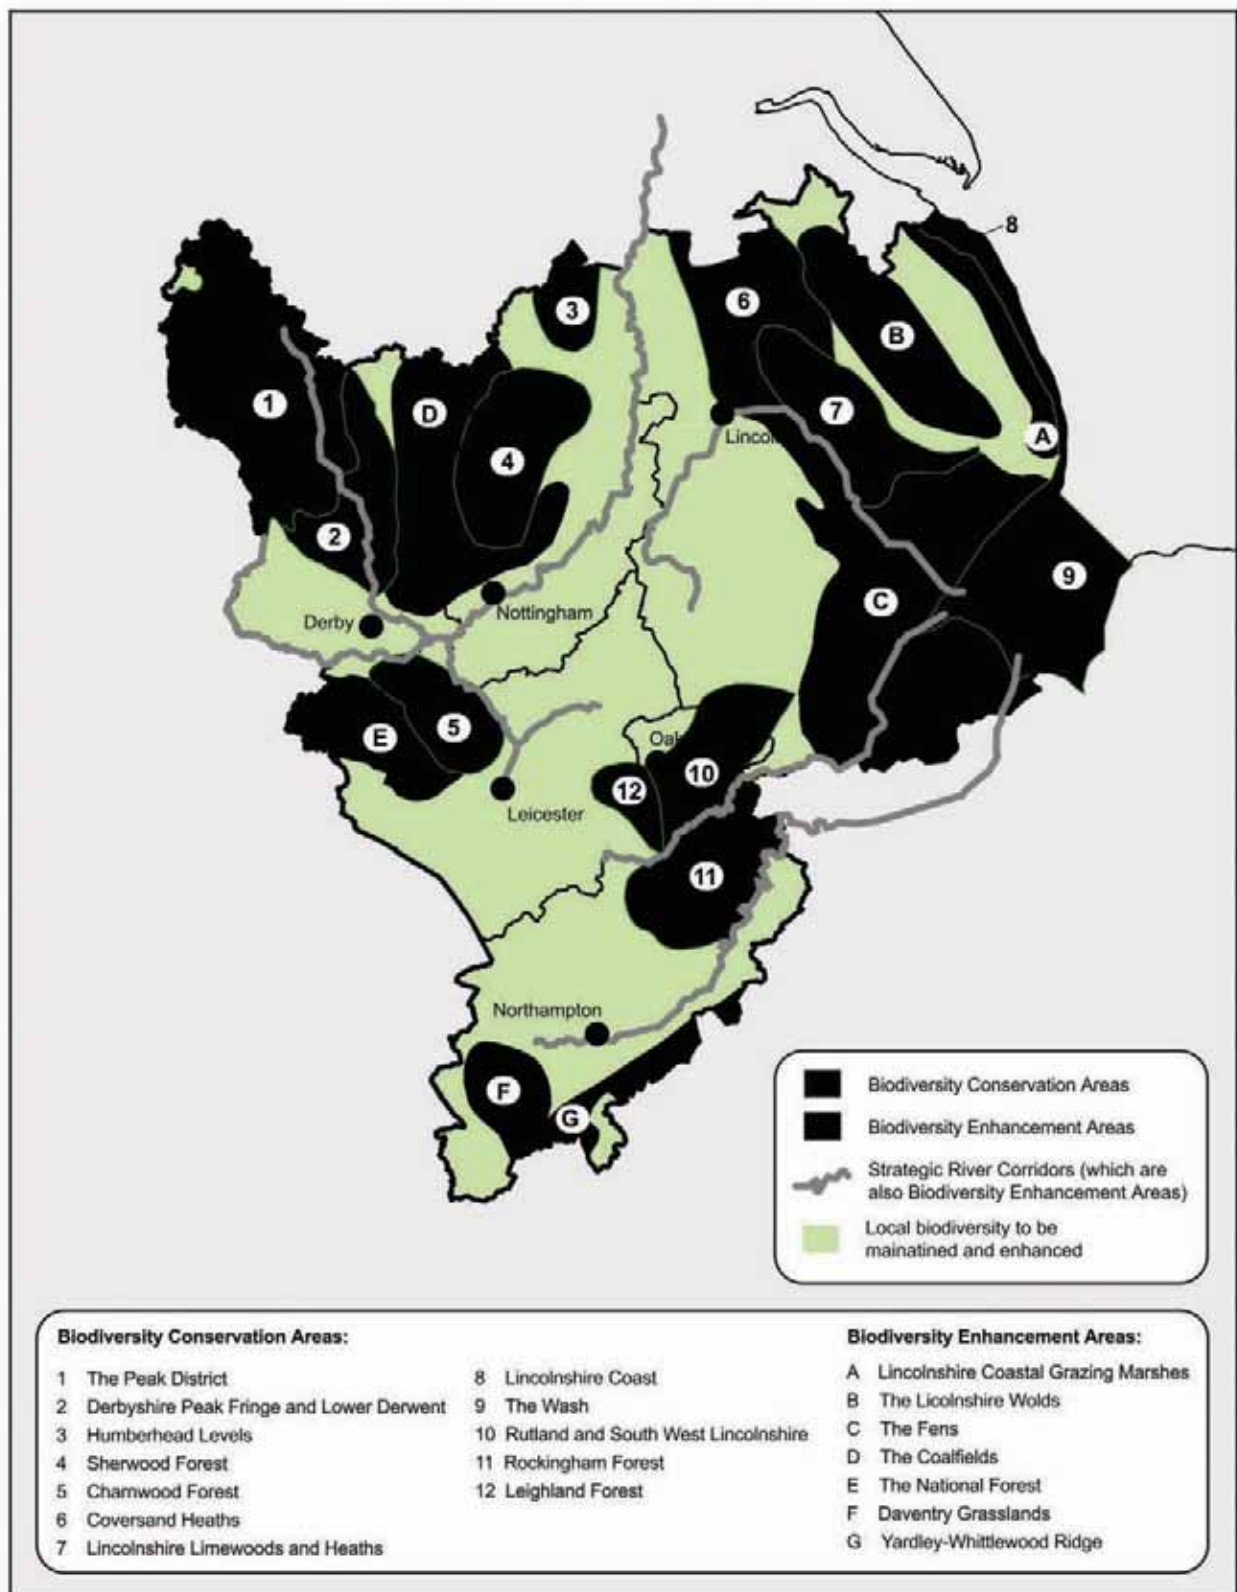 8
3
6
B
1
D
7
A
4
Lincoln
2
9
C
Nottingham
Derby
5
E
Oak
10
12
Leicester
11
Northampton
F
G
Biodiversity Conservation Areas
Biodiversity Enhancement Areas
Strategic River Corridors (which are
also Biodiversity Enhancement Areas)
Local biodiversity to be
mainatined and enhanced
Biodiversity Conservation Areas:
1 The Peak District
2 Derbyshire Peak Fringe and Lower Derwent
3 Humberhead Levels
4 Sherwood Forest
5 Charnwood Forest
6 Coversand Heaths
7 Lincolnshire Limewoods and Heaths
8 Lincolnshire Coast
9 The Wash
10 Rutland and South West Lincolnshire
11 Rockingham Forest
12 Leighland Forest
Biodiversity Enhancement Areas:
A Lincolnshire Coastal Grazing Marshes
B The Licolnshire Wolds
C The Fens
D The Coalfields
E The National Forest
F Daventry Grasslands
G Yardley-Whittlewood Ridge